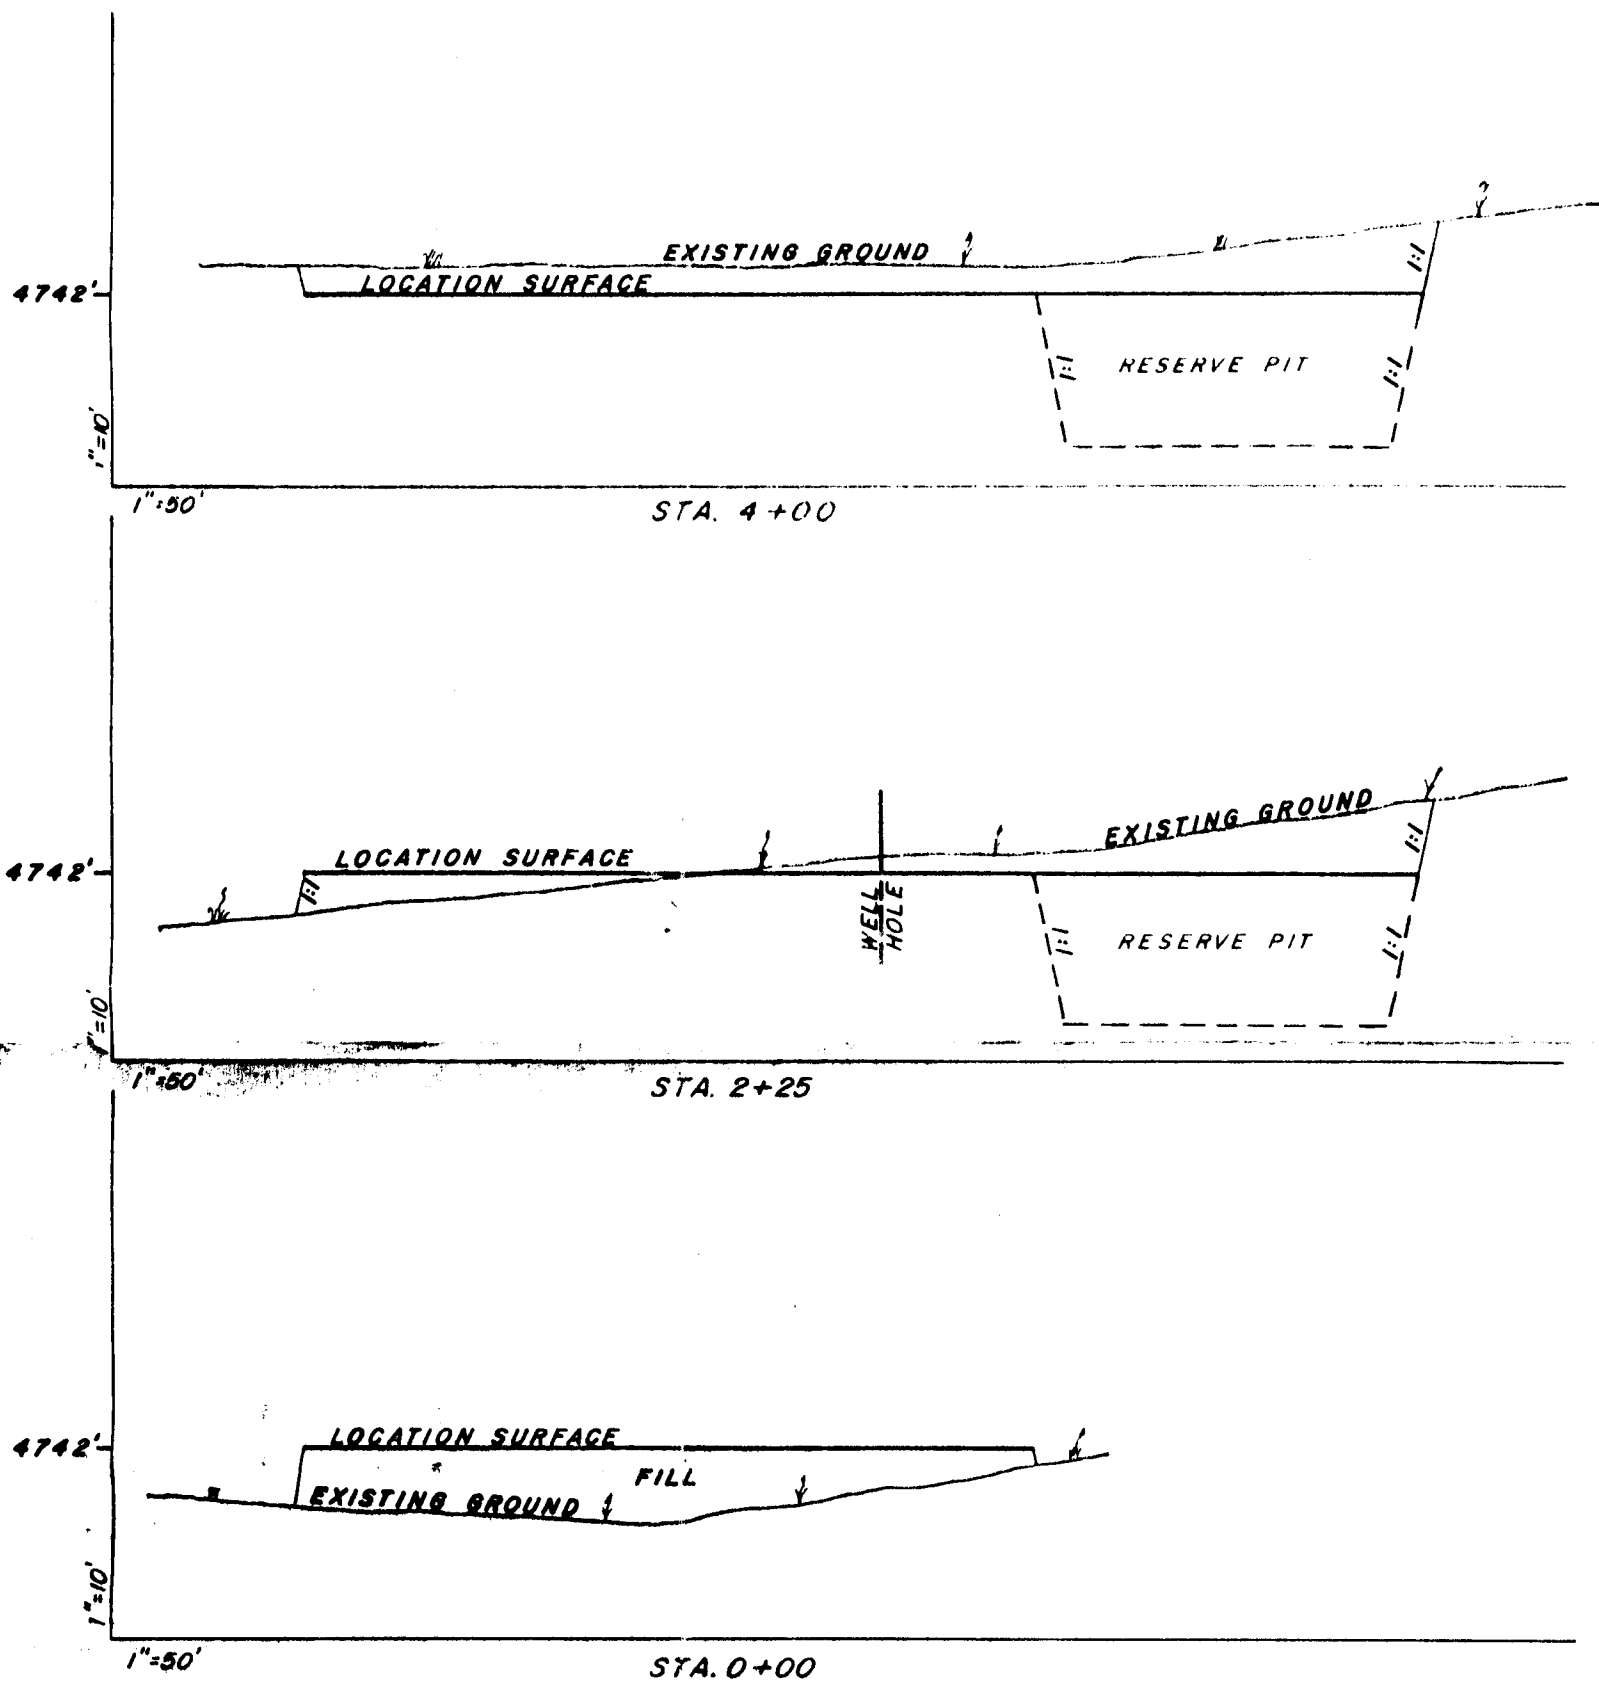 EXISTING GROUND
1:1
LOCATION SURFACE
4742'
1:1
RESERVE PIT
1:1
1"=10'
1"=50'
STA. 4+00
EXISTING GROUND
1:1
LOCATION SURFACE
4742'
1:1
WELL
HOLE
1:1
RESERVE PIT
1:1
1"=10'
1"=50'
STA. 2+25
LOCATION SURFACE
4742'
FILL
EXISTING GROUND
1"=10'
1"=50'
STA. 0+00